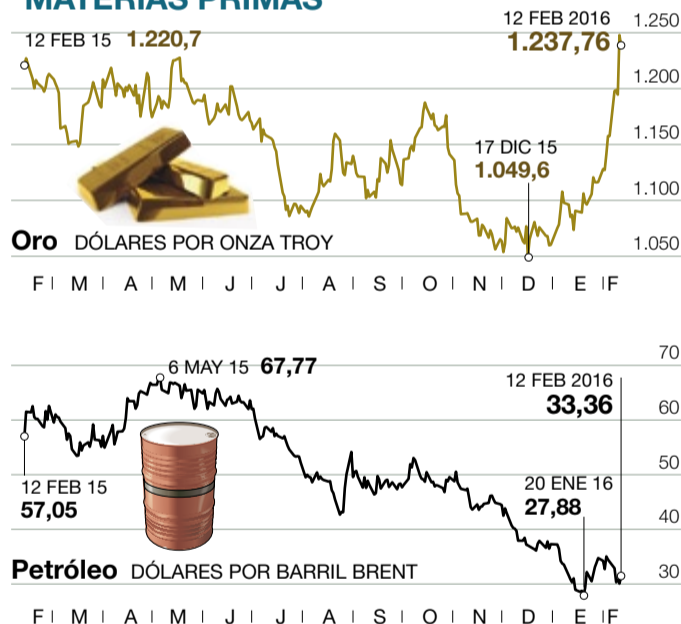 MATERIAS PRIMAS
12 FEB 15 1.220,7
12 FEB 2016
1.237,76
1.250
1.200
1.150
17 DIC 15
1.049,6
1.100
1.050
Oro DÓLARES POR ONZA TROY
F M A M J J A S O N D E F
70
6 MAY 15 67,77
12 FEB 2016
33,36
60
50
12 FEB 15
57,05
20 ENE 16
27,88
40
30
Petróleo DÓLARES POR BARRIL BRENT
F M A M J J A S O N D E F